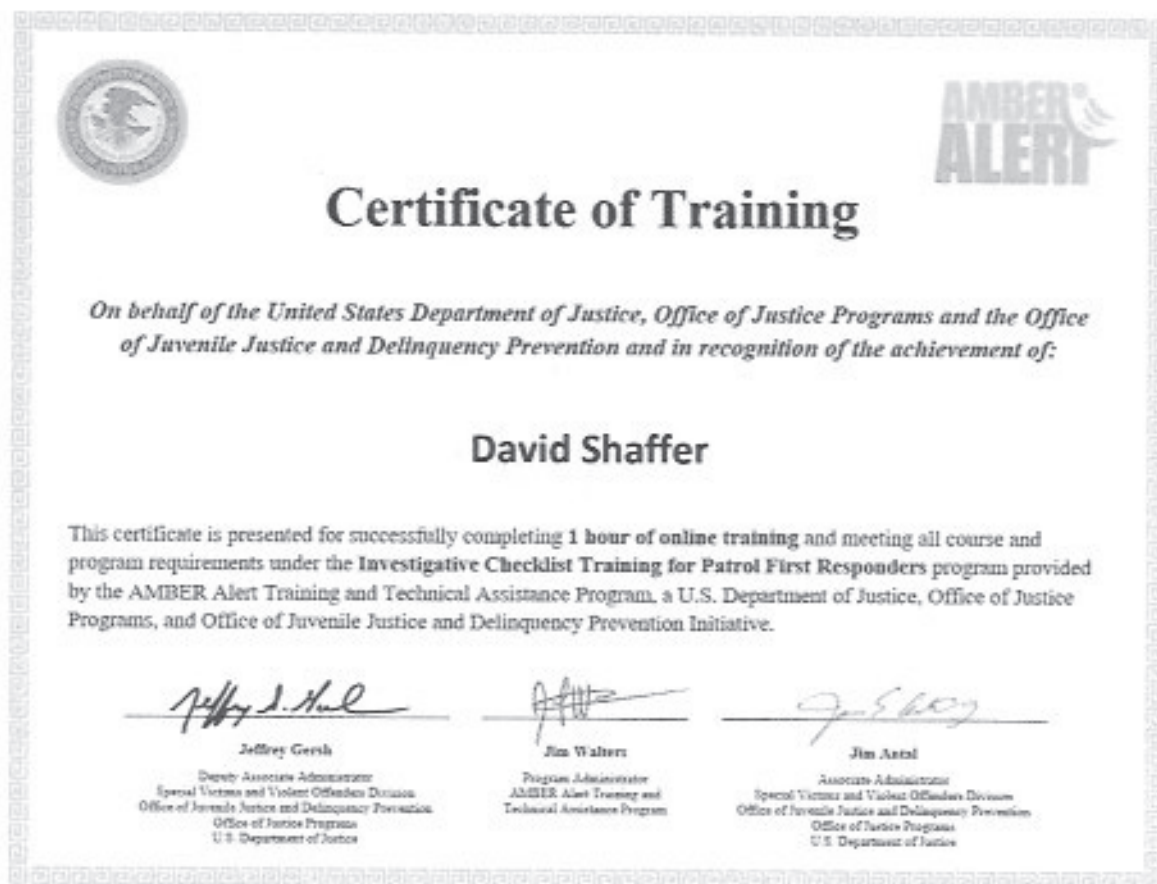 AMBER
ALERT
Certificate of Training
On behalf of the United States Department of Justice, Office of Justice Programs and the Office
of Juvenile Justice and Delinquency Prevention and in recognition of the achievement of:
David Shaffer
This certificate is presented for successfully completing 1 hour of online training and meeting all course and
program requirements under the Investigative Checklist Training for Patrol First Responders program provided
by the AMBER Alert Training and Technical Assistance Program, a U.S. Department of Justice, Office of Justice
Programs, and Office of Juvenile Justice and Delinquency Prevention Initiative.
Jeffrey Gersh
Deputy Associate Administrator
Special Victims and Violent Offenders Division
Office of Juvenile Justice and Delinquency Prevention
Office of Justice Programs
U.S. Department of Justice
Jim Walters
Program Administrator
AMBER Alert Training and
Technical Assistance Program
Jim Antal
Associate Administrator
Special Victims and Violent Offenders Division
Office of Juvenile Justice and Delinquency Prevention
Office of Justice Programs
U.S. Department of Justice